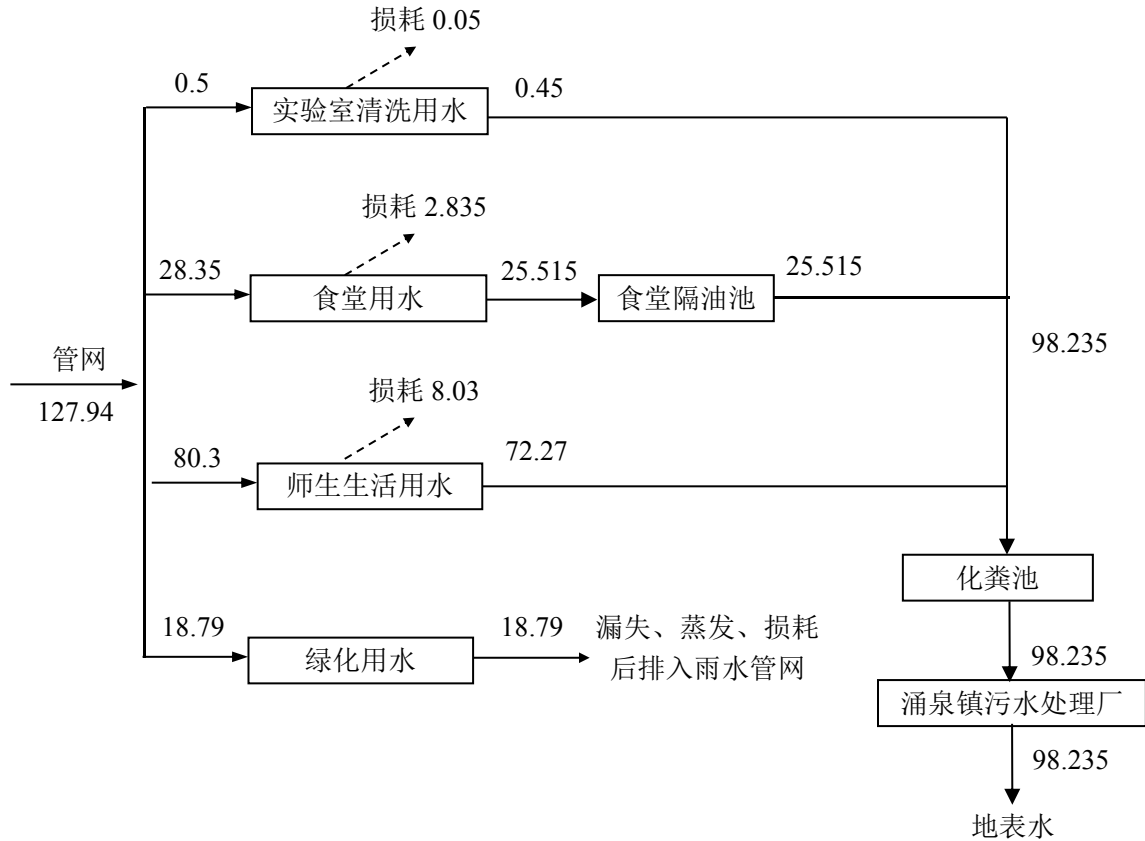 损耗 0.05
0.5
实验室清洗用水
0.45
损耗 2.835
28.35
食堂用水
25.515
食堂隔油池
25.515
98.235
管网
127.94
损耗 8.03
80.3
师生生活用水
72.27
化粪池
18.79
绿化用水
18.79
漏失、蒸发、损耗
后排入雨水管网
98.235
涌泉镇污水处理厂
98.235
地表水